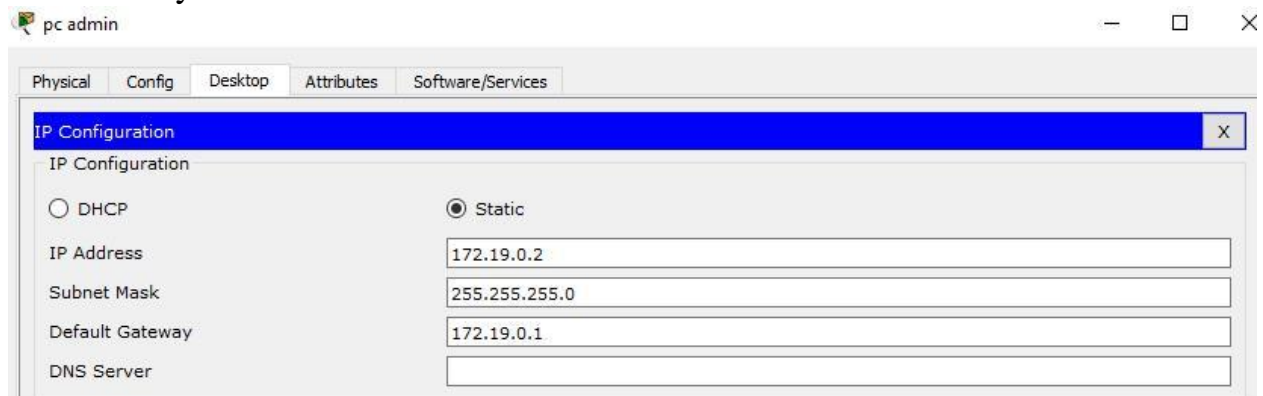 pc admin
Physical Config Desktop Attributes Software/Services
IP Configuration X
IP Configuration
DHCP Static
IP Address 172.19.0.2
Subnet Mask 255.255.255.0
Default Gateway 172.19.0.1
DNS Server